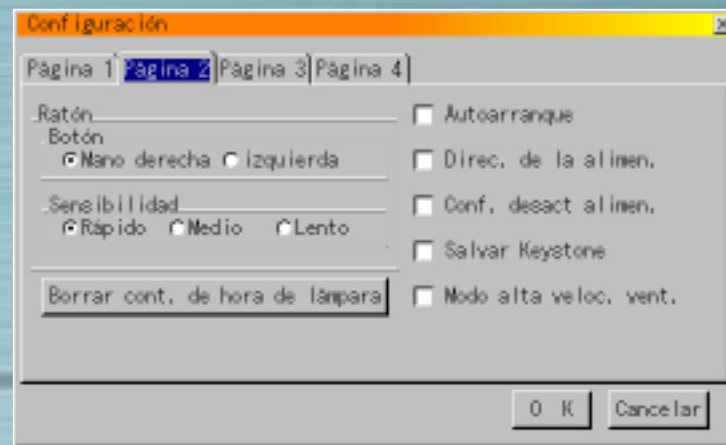 Configuración
Página 1 Página 2 Página 3 Página 4
Ratón
Botón
Mano derecha izquierda
Sensibilidad
Rápido Medio Lento
Borrar cont. de hora de lámpara
Autoarranque
Direc. de la alimen.
Conf. desact alimen.
Salvar Keystone
Modo alta veloc. vent.
O K Cancelar